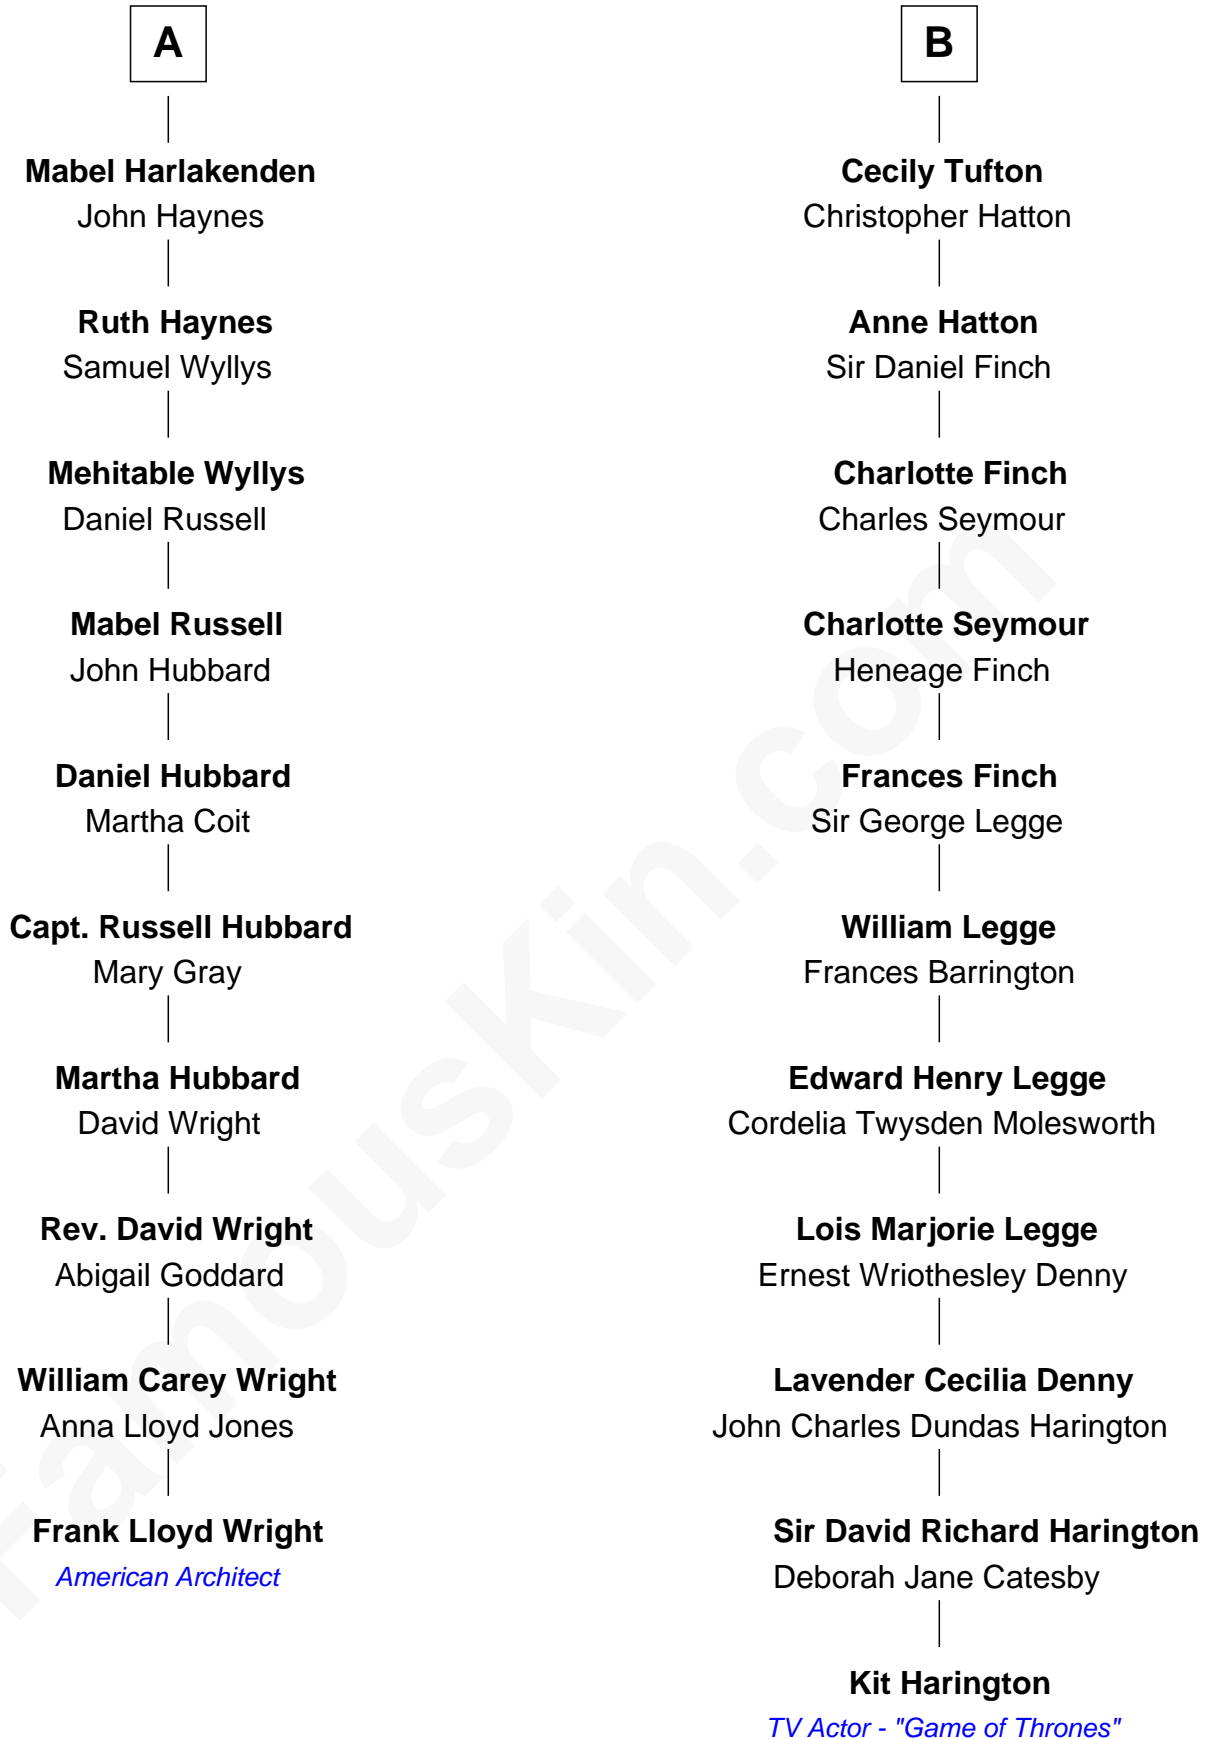 A
Mabel Harlakenden
John Haynes
Ruth Haynes
Samuel Wyllys
Mehitable Wyllys
Daniel Russell
Mabel Russell
John Hubbard
Daniel Hubbard
Martha Coit
Capt. Russell Hubbard
Mary Gray
Martha Hubbard
David Wright
Rev. David Wright
Abigail Goddard
William Carey Wright
Anna Lloyd Jones
Frank Lloyd Wright
American Architect
B
Cecily Tufton
Christopher Hatton
Anne Hatton
Sir Daniel Finch
Charlotte Finch
Charles Seymour
Charlotte Seymour
Heneage Finch
Frances Finch
Sir George Legge
William Legge
Frances Barrington
Edward Henry Legge
Cordelia Twysden Molesworth
Lois Marjorie Legge
Ernest Wriothesley Denny
Lavender Cecilia Denny
John Charles Dundas Harington
Sir David Richard Harington
Deborah Jane Catesby
Kit Harington
TV Actor - "Game of Thrones"
FamousKin.com